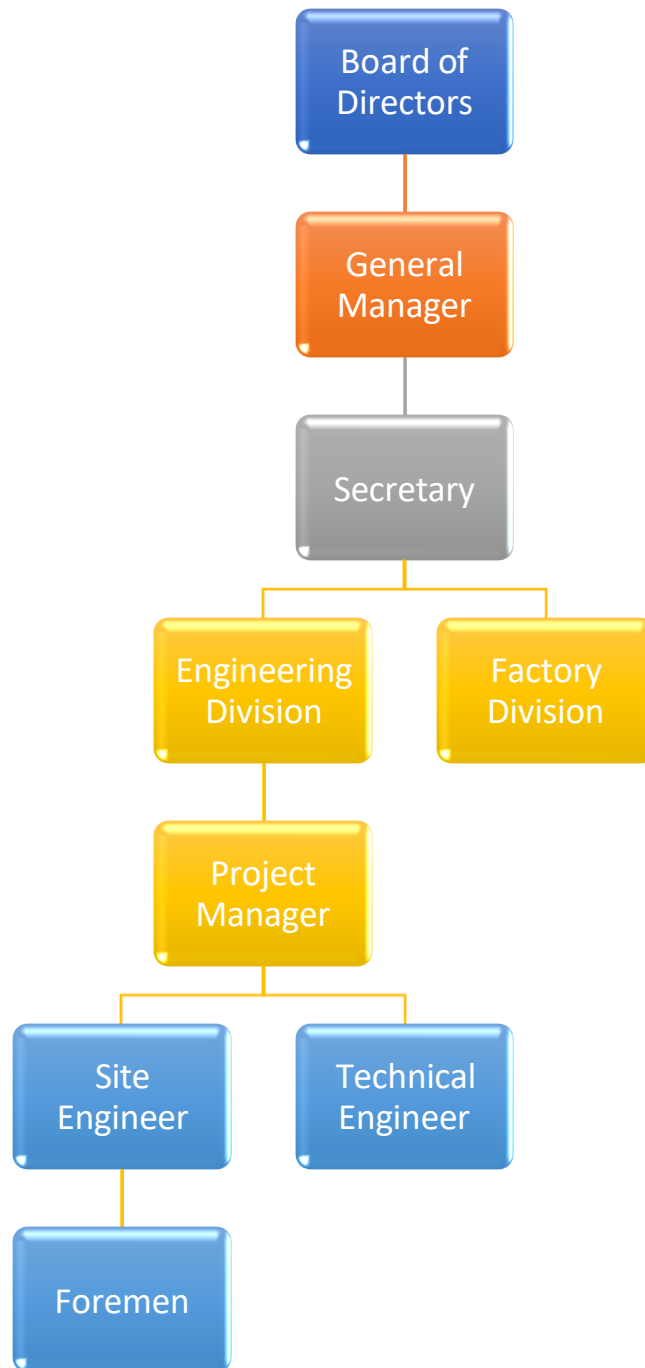 Board of
Directors
General
Manager
Secretary
Engineering
Division
Factory
Division
Project
Manager
Site
Engineer
Technical
Engineer
Foremen